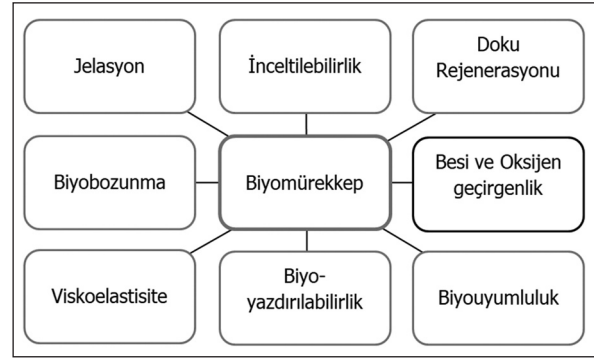 Jelasyon
İnceltilebilirlik
Doku
Rejenerasyonu
Biyobozunma
Biyomürekkep
Besi ve Oksijen
geçirgenlik
Viskoelastisite
Biyo-
yazdırılabilirlik
Biyouyumluluk